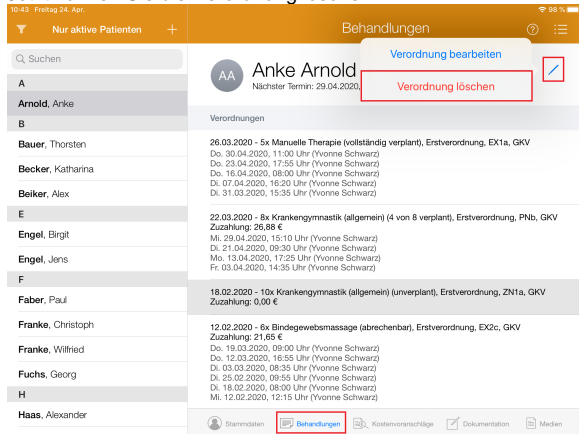 10:43 Freitag 24. Apr.
98 %
Nur aktive Patienten
Behandlungen
Suchen
A
Arnold, Anke
B
Bauer, Thorsten
Becker, Katharina
Beiker, Alex
E
Engel, Birgit
Engel, Jens
F
Faber, Paul
Franke, Christoph
Franke, Wilfried
Fuchs, Georg
H
Haas, Alexander
Verordnung bearbeiten
Verordnung löschen
AA
Anke Arnold
Nächster Termin: 29.04.2020,
Verordnungen
26.03.2020 - 5x Manuelle Therapie (vollständig verplant), Erstverordnung, EX1a, GKV
Do. 30.04.2020, 11:00 Uhr (Yvonne Schwarz)
Do. 23.04.2020, 17:55 Uhr (Yvonne Schwarz)
Do. 16.04.2020, 08:00 Uhr (Yvonne Schwarz)
Di. 07.04.2020, 16:20 Uhr (Yvonne Schwarz)
Di. 31.03.2020, 15:35 Uhr (Yvonne Schwarz)
22.03.2020 - 8x Krankengymnastik (allgemein) (4 von 8 verplant), Erstverordnung, PNb, GKV
Zuzahlung: 26,88 €
Mi. 29.04.2020, 15:10 Uhr (Yvonne Schwarz)
Di. 21.04.2020, 09:30 Uhr (Yvonne Schwarz)
Mo. 13.04.2020, 17:25 Uhr (Yvonne Schwarz)
Fr. 03.04.2020, 14:35 Uhr (Yvonne Schwarz)
18.02.2020 - 10x Krankengymnastik (allgemein) (unverplant), Erstverordnung, ZN1a, GKV
Zuzahlung: 0,00 €
12.02.2020 - 6x Bindegewebsmassage (abrechenbar), Erstverordnung, EX2c, GKV
Zuzahlung: 21,65 €
Do. 19.03.2020, 09:00 Uhr (Yvonne Schwarz)
Do. 12.03.2020, 16:55 Uhr (Yvonne Schwarz)
Di. 03.03.2020, 08:35 Uhr (Yvonne Schwarz)
Di. 25.02.2020, 09:55 Uhr (Yvonne Schwarz)
Di. 18.02.2020, 08:00 Uhr (Yvonne Schwarz)
Mi. 12.02.2020, 12:15 Uhr (Yvonne Schwarz)
Stammdaten
Behandlungen
Kostenvoranschläge
Dokumentation
Medien